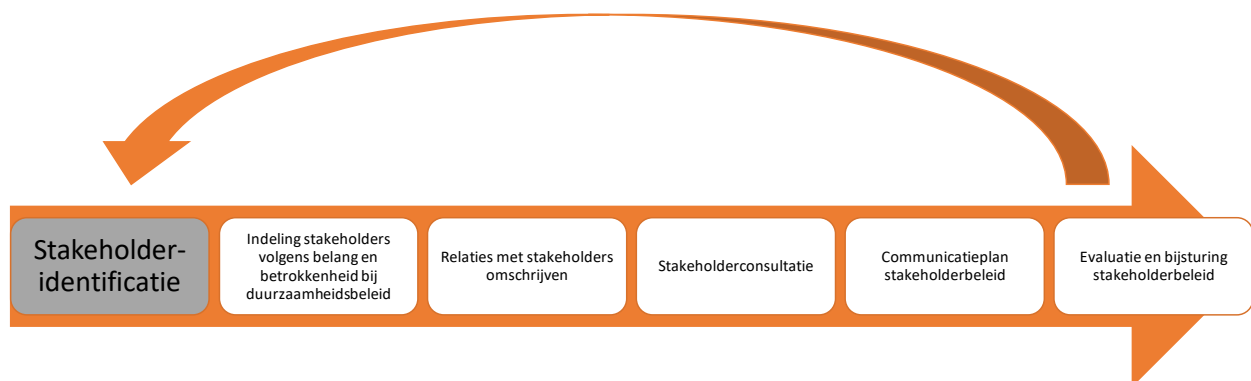 Stakeholder-
identificatie
Indeling stakeholders
volgens belang en
betrokkenheid bij
duurzaamheidsbeleid
Relaties met stakeholders
omschrijven
Stakeholderconsultatie
Communicatieplan
stakeholderbeleid
Evaluatie en bijsturing
stakeholderbeleid